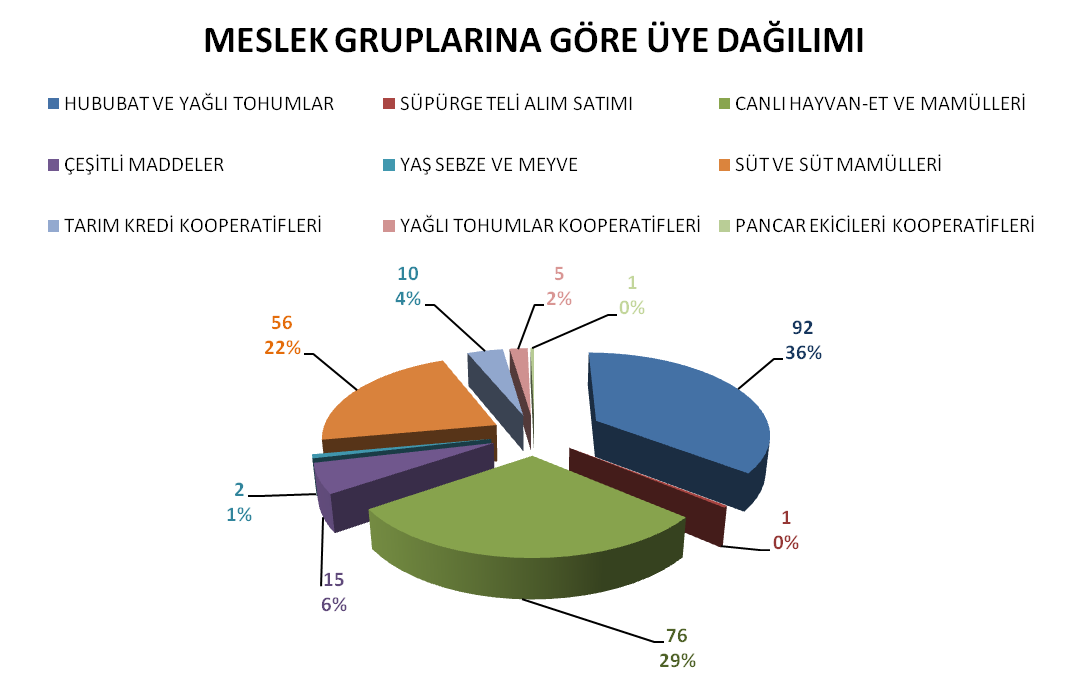 MESLEK GRUPLARINA GÖRE ÜYE DAĞILIMI
HUBUBAT VE YAĞLI TOHUMLAR
SÜPÜRGE TELİ ALIM SATIMI
CANLI HAYVAN-ET VE MAMÜLLERİ
ÇEŞİTLİ MADDELER
YAŞ SEBZE VE MEYVE
SÜT VE SÜT MAMÜLLERİ
TARIM KREDİ KOOPERATİFLERİ
YAĞLI TOHUMLAR KOOPERATİFLERİ
PANCAR EKİCİLERİ KOOPERATİFLERİ
10
4%
5
2%
1
0%
56
22%
92
36%
2
1%
1
0%
15
6%
76
29%